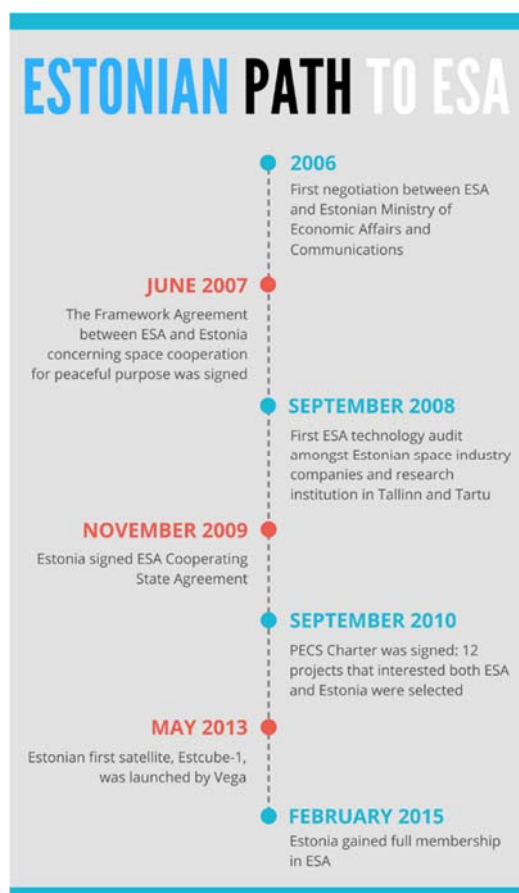 ESTONIAN PATH TO ESA
2006
First negotiation between ESA
and Estonian Ministry of
Economic Affairs and
Communications
JUNE 2007
The Framework Agreement
between ESA and Estonia
concerning space cooperation
for peaceful purpose was signed
SEPTEMBER 2008
First ESA technology audit
amongst Estonian space industry
companies and research
institution in Tallinn and Tartu
NOVEMBER 2009
Estonia signed ESA Cooperating
State Agreement
SEPTEMBER 2010
PECS Charter was signed: 12
projects that interested both ESA
and Estonia were selected
MAY 2013
Estonian first satellite, Estcube-1,
was launched by Vega
FEBRUARY 2015
Estonia gained full membership
in ESA